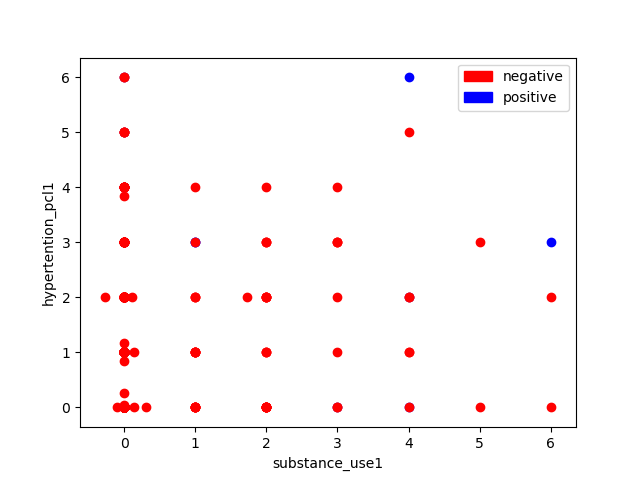 negative
positive
6
5
4
3
2
1
0
hypertention_pcl1
0 1 2 3 4 5 6
substance_use1